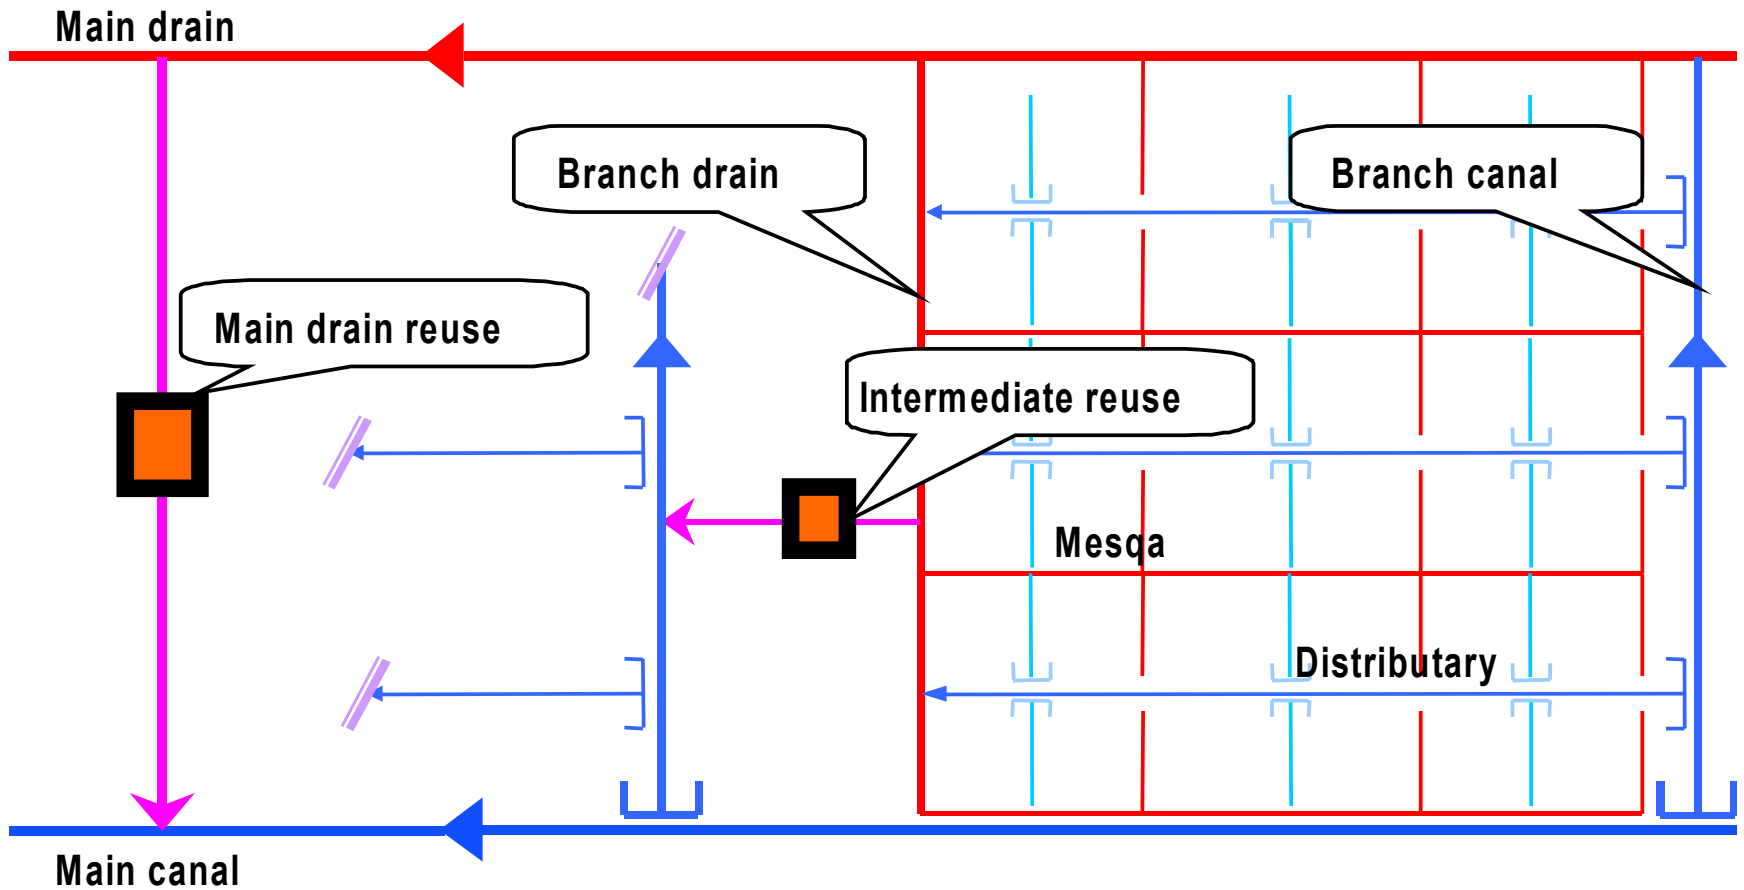 Main drain
Branch drain
Branch canal
Main drain reuse
Intermediate reuse
Mesqa
Distributary
Main canal